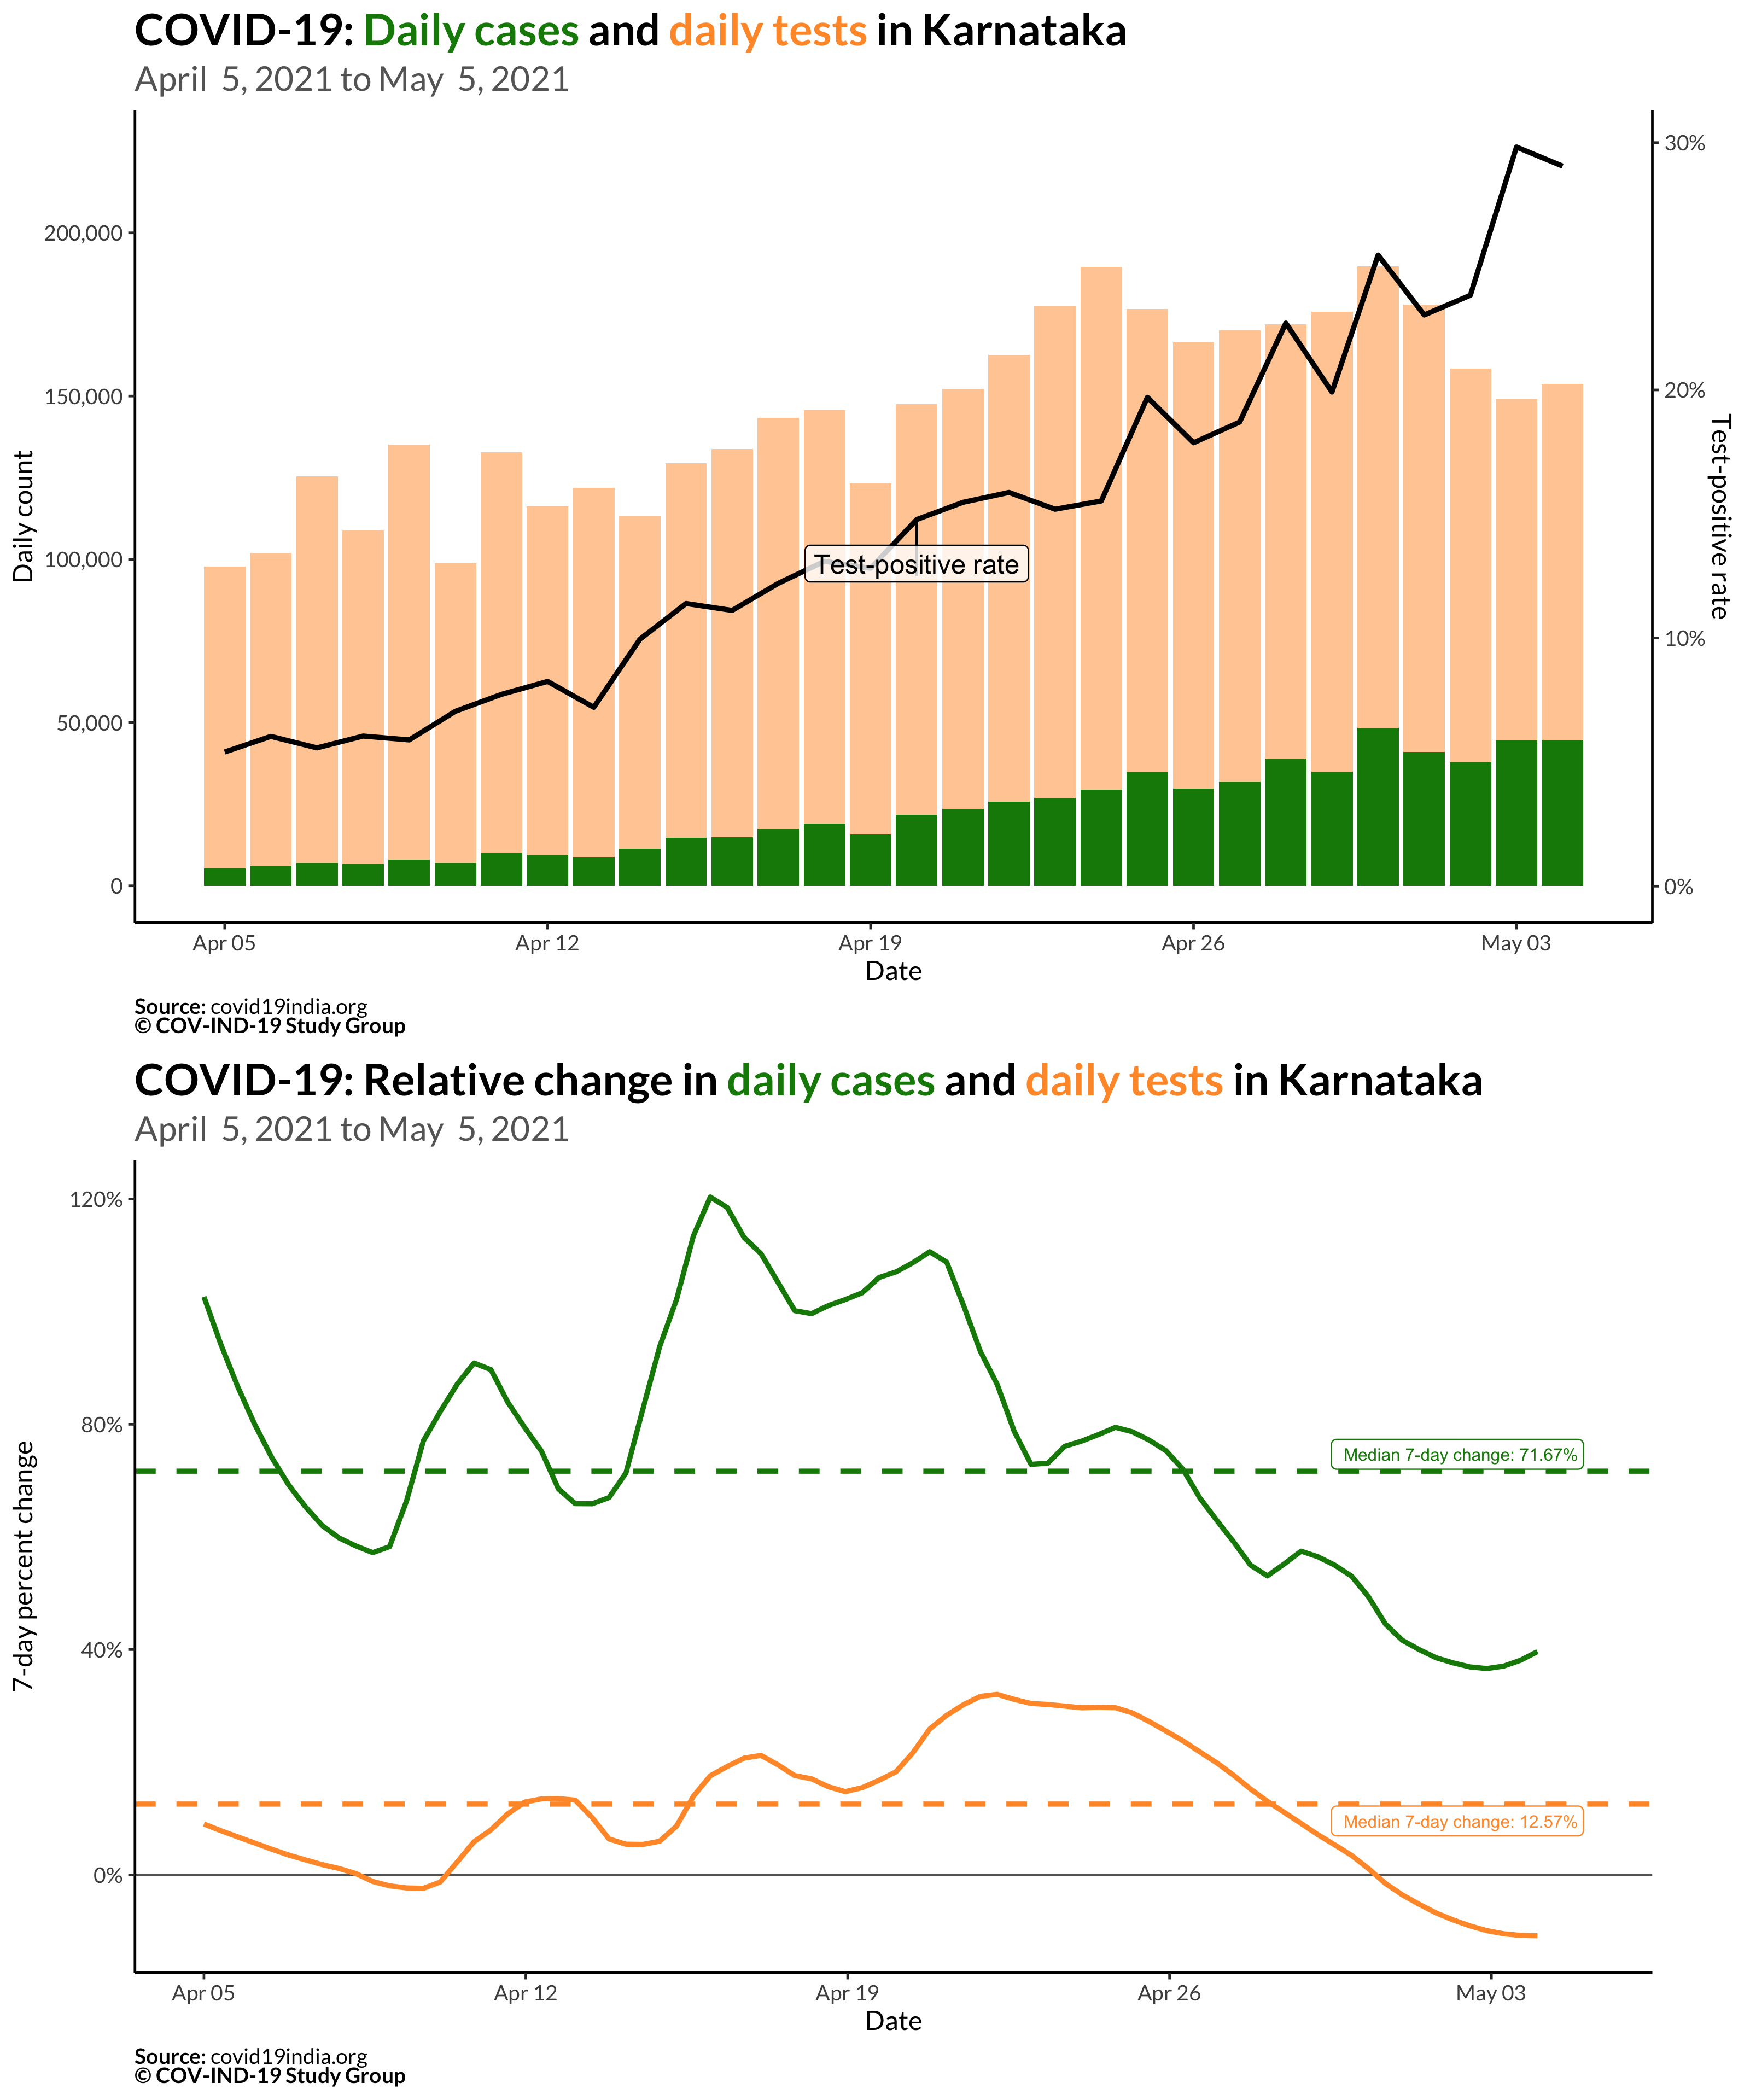 COVID-19: Daily cases and daily tests in Karnataka
April 5, 2021 to May 5, 2021
Daily count
200,000
150,000
100,000
50,000
0
30%
20%
10%
0%
Test-positive rate
Test-positive rate
Apr 05
Apr 12
Apr 19
Apr 26
May 03
Date
Source: covid19india.org
© COV-IND-19 Study Group
COVID-19: Relative change in daily cases and daily tests in Karnataka
April 5, 2021 to May 5, 2021
7-day percent change
120%
80%
40%
0%
Median 7-day change: 71.67%
Median 7-day change: 12.57%
Apr 05
Apr 12
Apr 19
Apr 26
May 03
Date
Source: covid19india.org
© COV-IND-19 Study Group